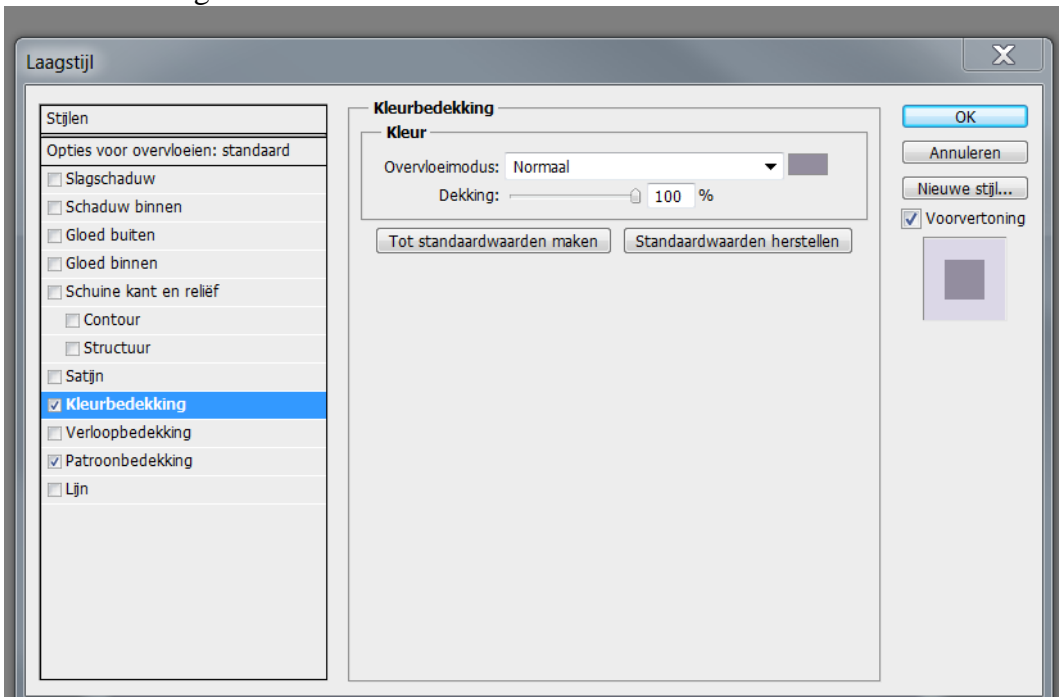 Laagstijl
Stijlen
Opties voor overvloeien: standaard
Slagschaduw
Schaduw binnen
Gloed buiten
Gloed binnen
Schuine kant en reliëf
Contour
Structuur
Satijn
Kleurbedekking
Verloopbedekking
Patroonbedekking
Lijn
Kleurbedekking
Kleur
Overvloeimodus: Normaal
Dekking: 100 %
Tot standaardwaarden maken Standaardwaarden herstellen
OK
Annuleren
Nieuwe stijl...
Voorvertoning